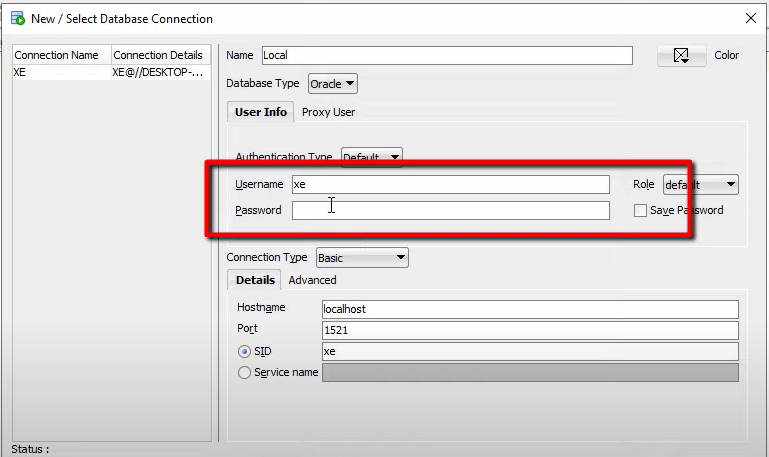 New / Select Database Connection
Connection Name Connection Details
XE XE@//DESKTOP-...
Name Local Color
Database Type Oracle
User Info Proxy User
Authentication Type Default
Username xe Role default
Password Save Password
Connection Type Basic
Details Advanced
Hostname localhost
Port 1521
SID xe
Service name
Status :